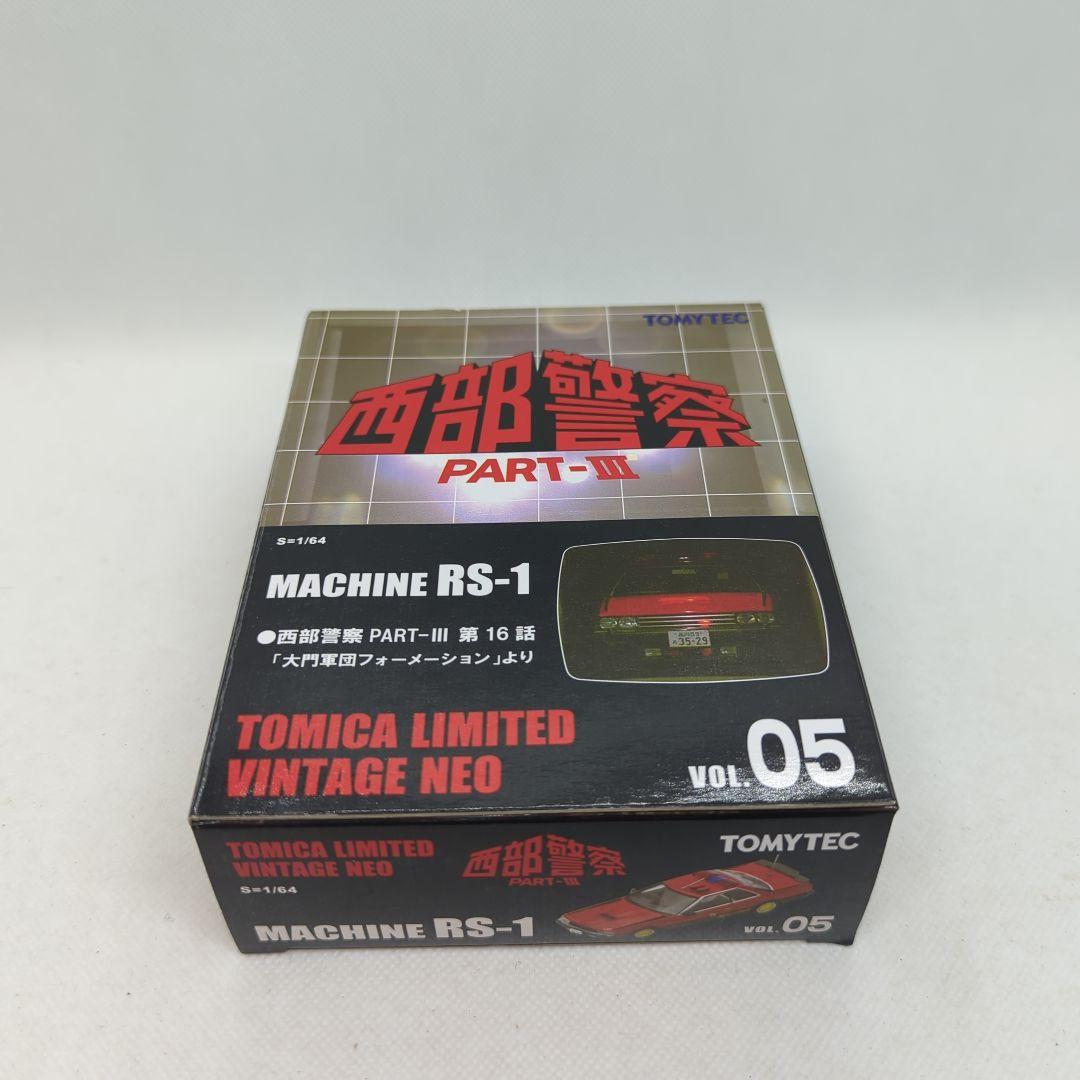 TOMYTEC
西部警察
PART-III
S=1/64
MACHINE RS-1
●西部警察 PART-III 第16話
「大門軍団フォーメーション」より
35-29
TOMICA LIMITED
VINTAGE NEO
VOL.05
TOMICA LIMITED
VINTAGE NEO
西部警察
PART-III
TOMYTEC
S=1/64
MACHINE RS-1
VOL.05